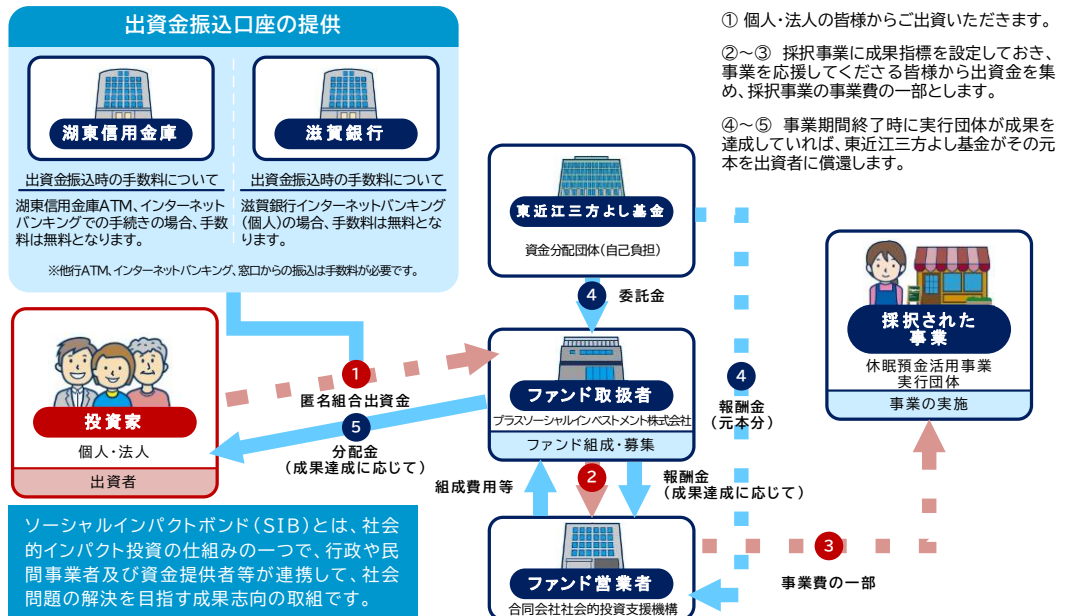 出資金振込口座の提供
湖東信用金庫
出資金振込時の手数料について
湖東信用金庫ATM、インターネット
バンキングでの手続きの場合、手数
料は無料となります。
滋賀銀行
出資金振込時の手数料について
滋賀銀行インターネットバンキング
(個人)の場合、手数料は無料とな
ります。
※他行ATM、インターネットバンキング、窓口からの振込は手数料が必要です。
① 個人・法人の皆様からご出資いただきます。
②～③ 採択事業に成果指標を設定しておき、
事業を応援してくださる皆様から出資金を集
め、採択事業の事業費の一部とします。
④～⑤ 事業期間終了時に実行団体が成果を
達成していれば、東近江三方よし基金がその元
本を出資者に償還します。
東近江三方よし基金
資金分配団体(自己負担)
4
委託金
4
報酬金
(元本分)
採択された
事業
休眠預金活用事業
実行団体
事業の実施
投資家
個人・法人
出資者
1
匿名組合出資金
5
分配金
(成果達成に応じて)
ファンド取扱者
プラスソーシャルインベストメント株式会社
ファンド組成・募集
組成費用等
2
報酬金
(成果達成に応じて)
3
事業費の一部
ファンド営業者
合同会社社会的投資支援機構
ソーシャルインパクトボンド(SIB)とは、社会
的インパクト投資の仕組みの一つで、行政や民
間事業者及び資金提供者等が連携して、社会
問題の解決を目指す成果志向の取組です。